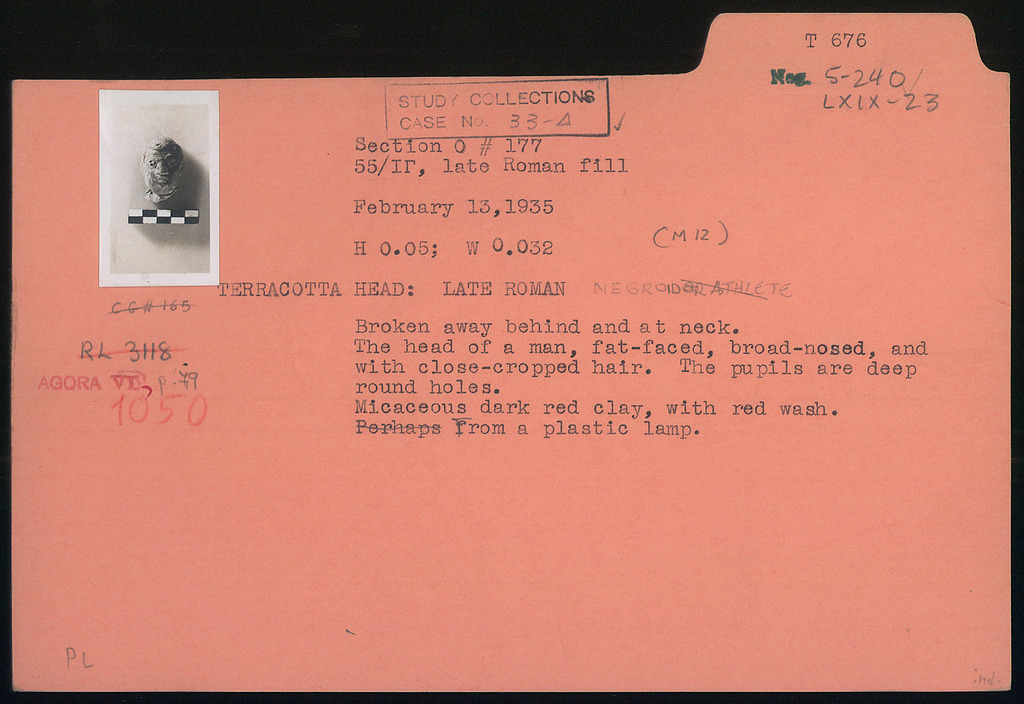 T 676
Neg. 5-240/
LXIX-23
STUDY COLLECTIONS
CASE No. 33-Δ ✓
Section O # 177
55/ΙΓ, late Roman fill
February 13,1935
(M 12)
H 0.05; W 0.032
TERRACOTTA HEAD: LATE ROMAN NEGROID OR ATHLETE
CG# 165
Broken away behind and at neck.
The head of a man, fat-faced, broad-nosed, and
with close-cropped hair. The pupils are deep
round holes.
Micaceous dark red clay, with red wash.
Perhaps From a plastic lamp.
RL 3118.
AGORA VII, p. 79
1050
PL
ind.